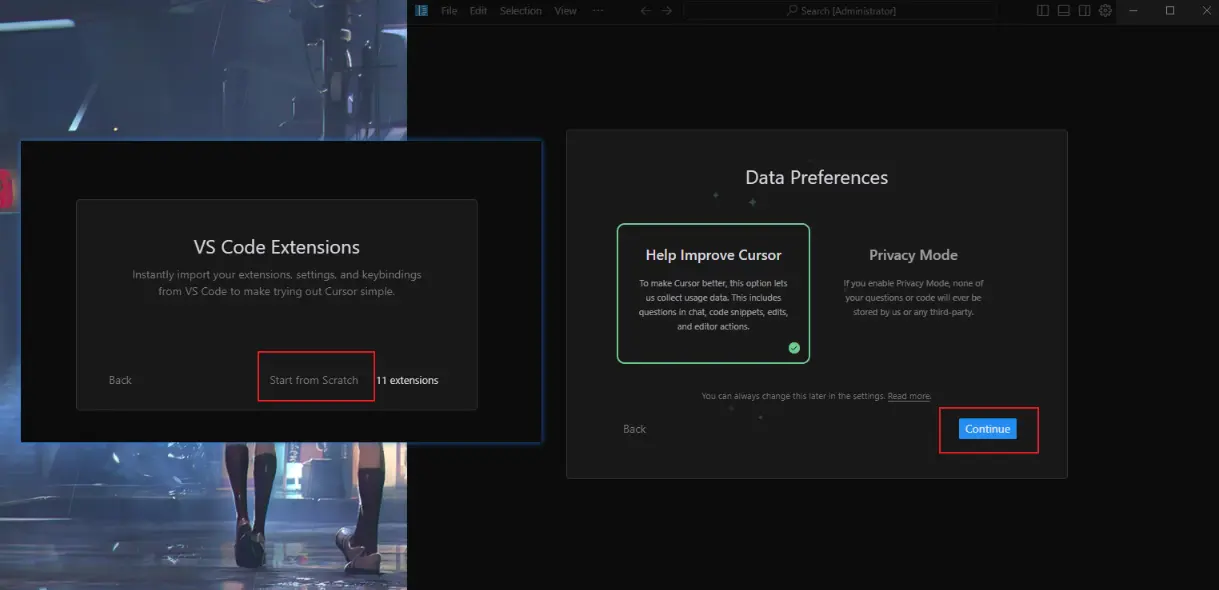 File Edit Selection View ···
Search [Administrator]
VS Code Extensions
Instantly import your extensions, settings, and keybindings
from VS Code to make trying out Cursor simple.
Back
Start from Scratch
11 extensions
Data Preferences
Help Improve Cursor
To make Cursor better, this option lets
us collect usage data. This includes
questions in chat, code snippets, edits,
and editor actions.
Privacy Mode
If you enable Privacy Mode, none of
your questions or code will ever be
stored by us or any third-party.
You can always change this later in the settings. Read more.
Back
Continue